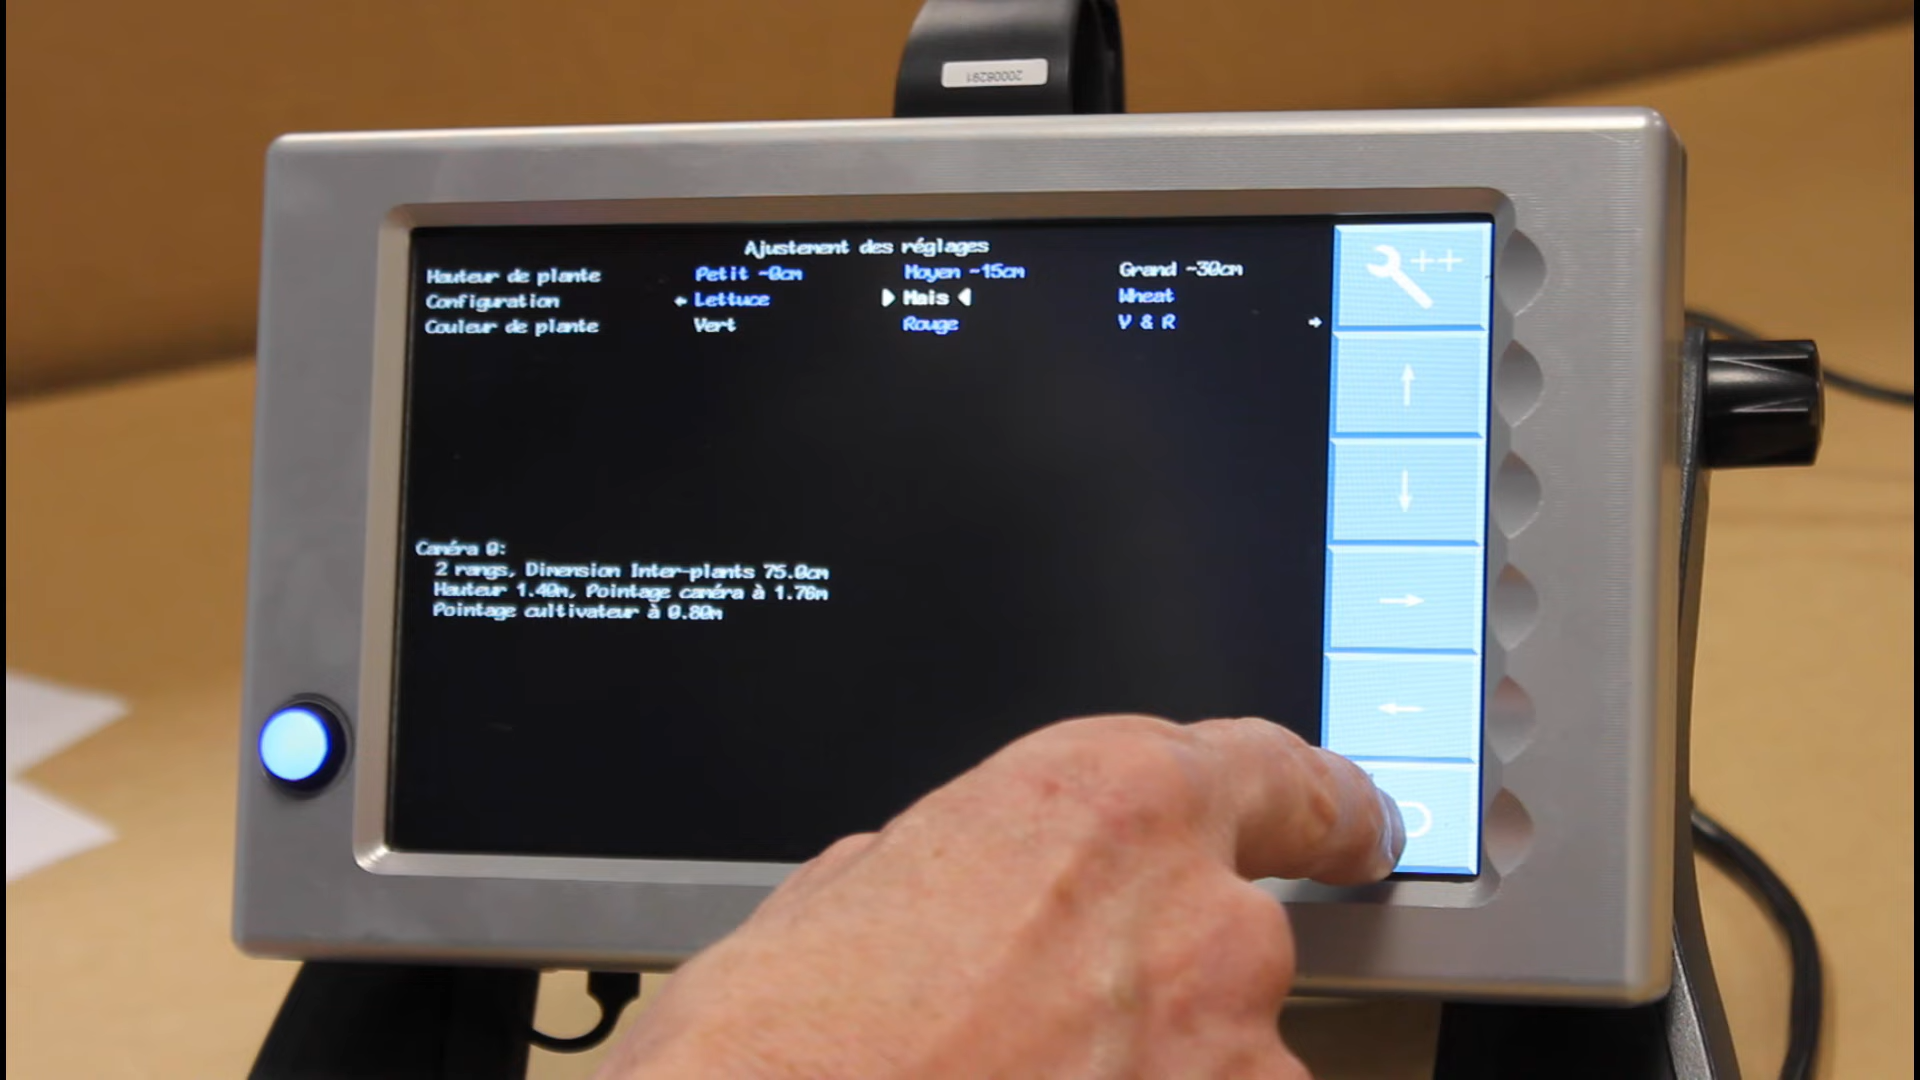 20008291
Ajustement des réglages
Hauteur de plante Petit ~0cm Moyen ~15cm Grand ~30cm
Configuration ← Lettuce ▶ Mais ◀ Wheat
Couleur de plante Vert Rouge V & R →
++
Caméra 0:
2 rangs, Dimension Inter-plants 75.0cm
Hauteur 1.40m, Pointage caméra à 1.76m
Pointage cultivateur à 0.80m